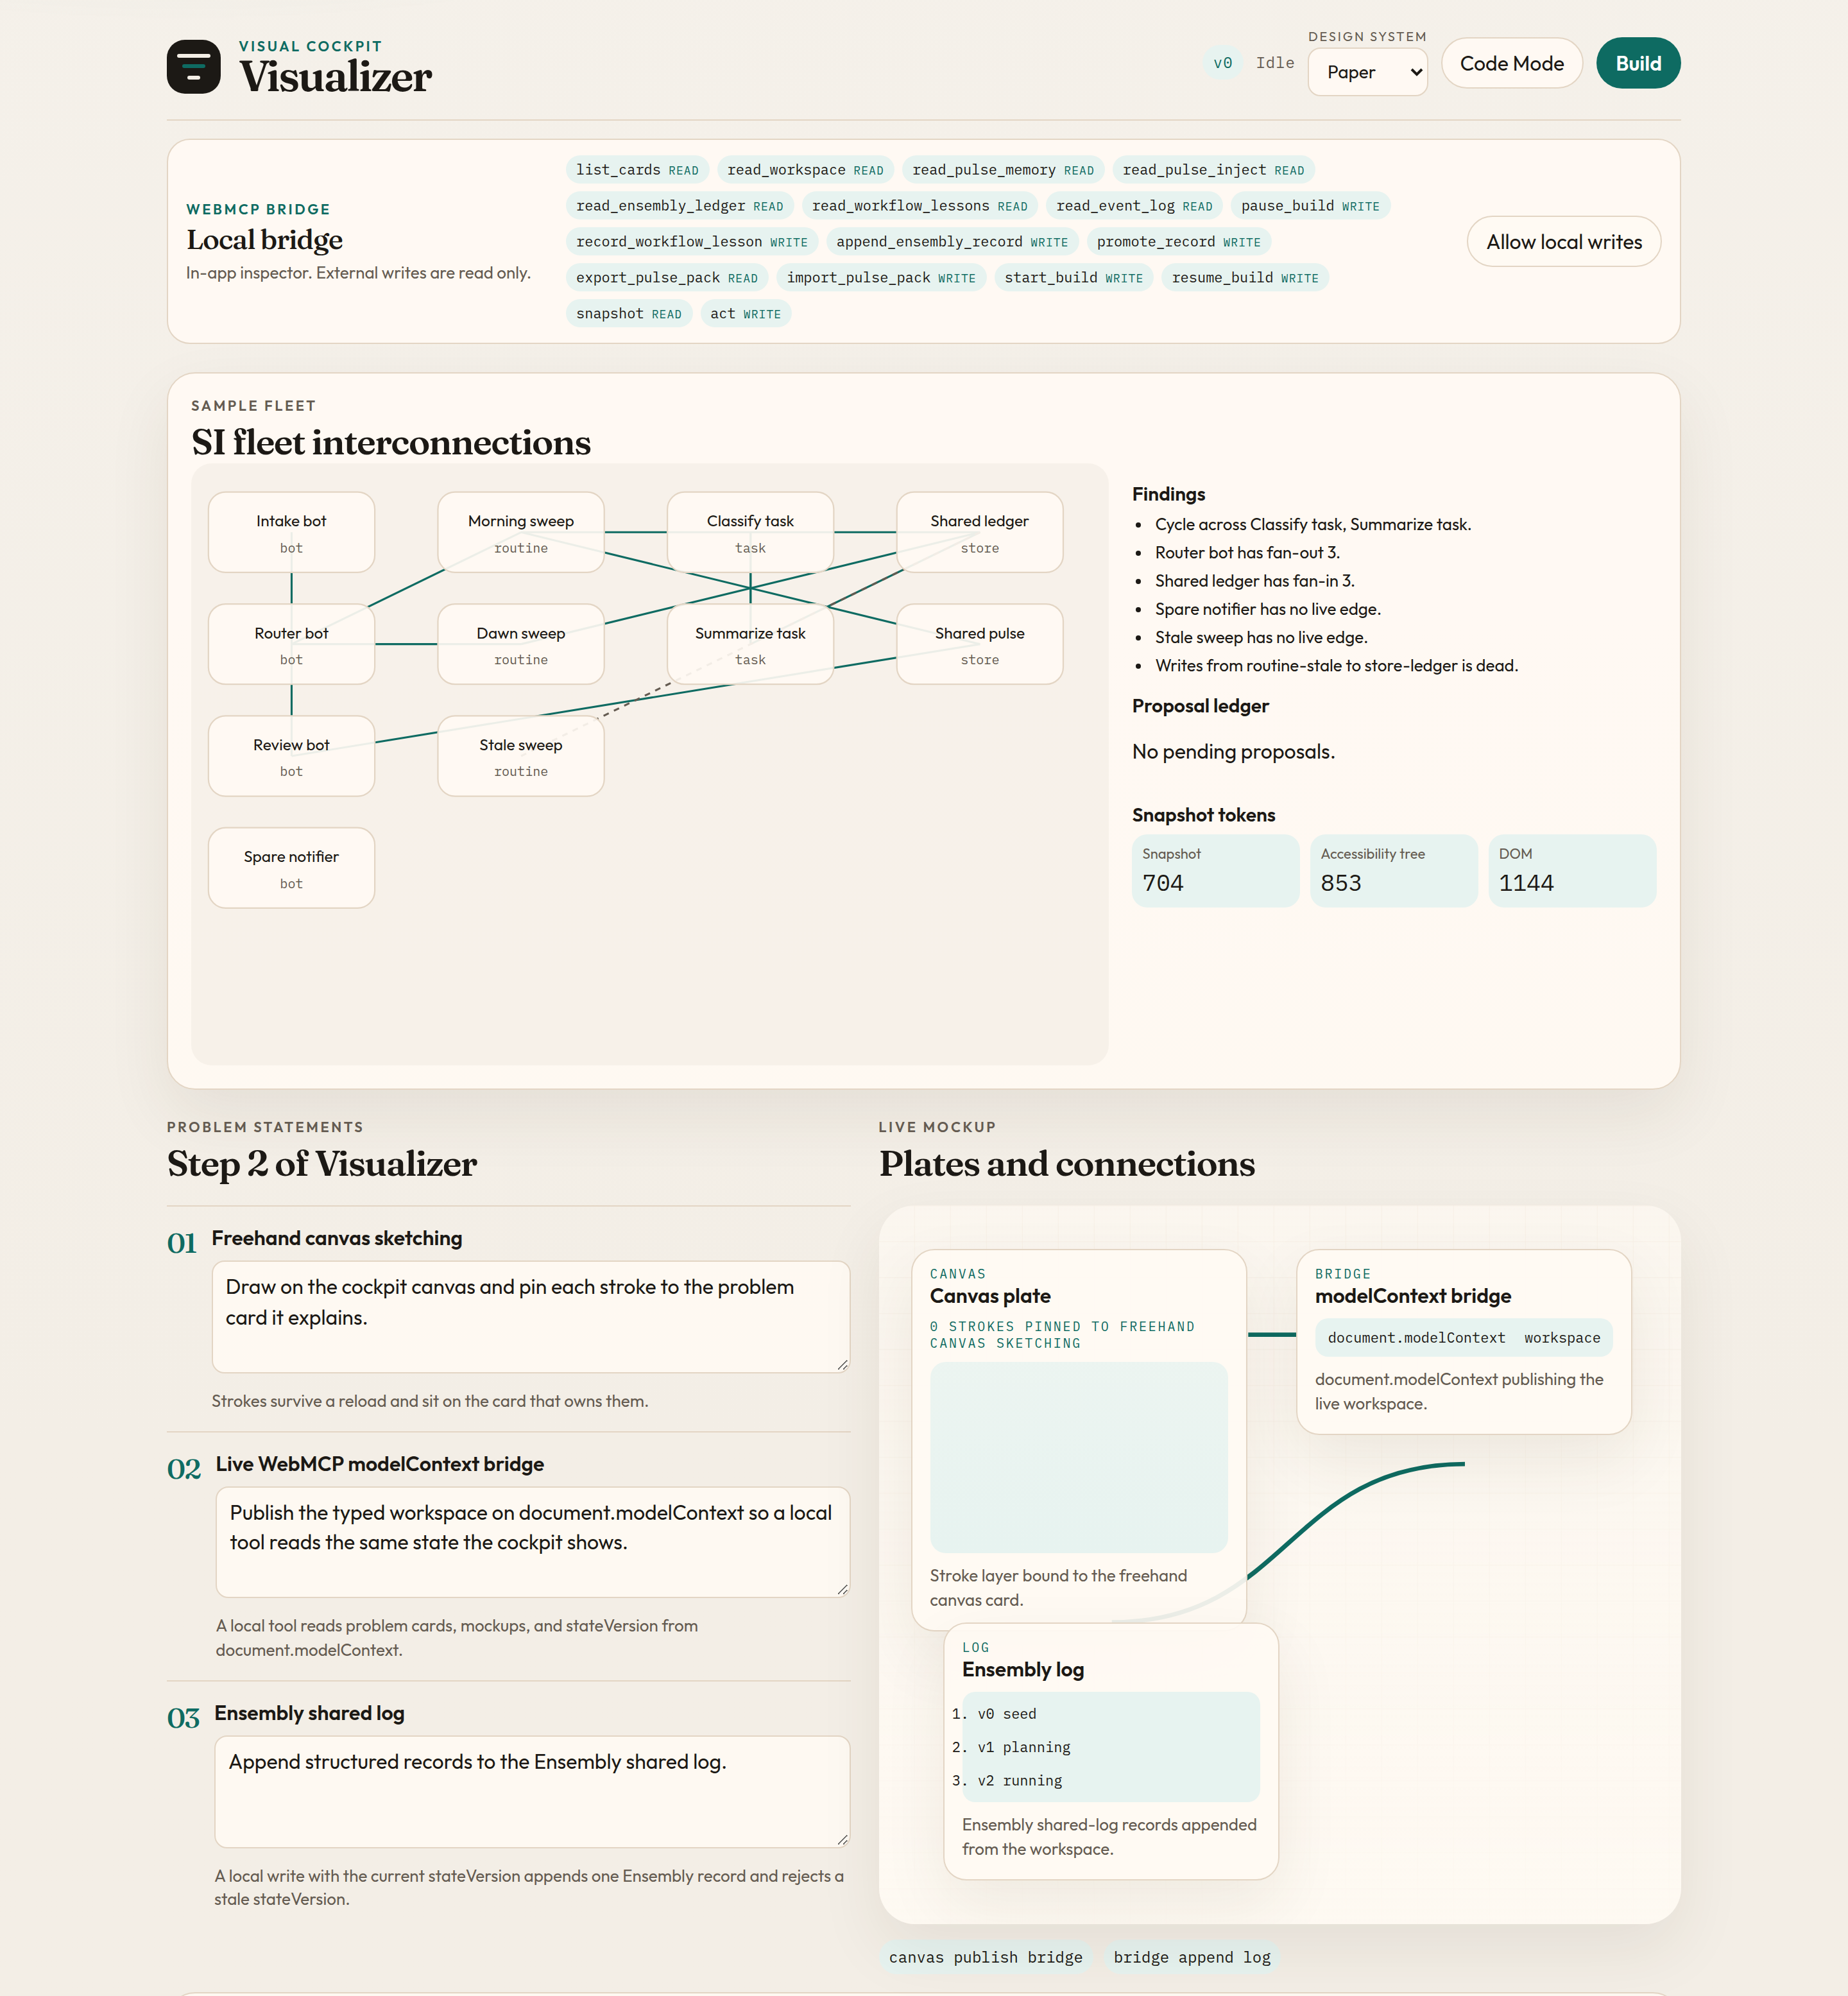 VISUAL COCKPIT
Visualizer
v0 Idle
DESIGN SYSTEM
Paper
Code Mode
Build
WEBMCP BRIDGE
Local bridge
In-app inspector. External writes are read only.
list_cards READ read_workspace READ read_pulse_memory READ read_pulse_inject READ
read_ensembly_ledger READ read_workflow_lessons READ read_event_log READ pause_build WRITE
record_workflow_lesson WRITE append_ensembly_record WRITE promote_record WRITE
export_pulse_pack READ import_pulse_pack WRITE start_build WRITE resume_build WRITE
snapshot READ act WRITE
Allow local writes
SAMPLE FLEET
SI fleet interconnections
Intake bot
bot
Morning sweep
routine
Classify task
task
Shared ledger
store
Router bot
bot
Dawn sweep
routine
Summarize task
task
Shared pulse
store
Review bot
bot
Stale sweep
routine
Spare notifier
bot
Findings
• Cycle across Classify task, Summarize task.
• Router bot has fan-out 3.
• Shared ledger has fan-in 3.
• Spare notifier has no live edge.
• Stale sweep has no live edge.
• Writes from routine-stale to store-ledger is dead.
Proposal ledger
No pending proposals.
Snapshot tokens
Snapshot
704
Accessibility tree
853
DOM
1144
PROBLEM STATEMENTS
Step 2 of Visualizer
01 Freehand canvas sketching
Draw on the cockpit canvas and pin each stroke to the problem
card it explains.
Strokes survive a reload and sit on the card that owns them.
02 Live WebMCP modelContext bridge
Publish the typed workspace on document.modelContext so a local
tool reads the same state the cockpit shows.
A local tool reads problem cards, mockups, and stateVersion from
document.modelContext.
03 Ensembly shared log
Append structured records to the Ensembly shared log.
A local write with the current stateVersion appends one Ensembly record and rejects a
stale stateVersion.
LIVE MOCKUP
Plates and connections
CANVAS
Canvas plate
0 STROKES PINNED TO FREEHAND
CANVAS SKETCHING
Stroke layer bound to the freehand
canvas card.
BRIDGE
modelContext bridge
document.modelContext workspace
document.modelContext publishing the
live workspace.
LOG
Ensembly log
1. v0 seed
2. v1 planning
3. v2 running
Ensembly shared-log records appended
from the workspace.
canvas publish bridge bridge append log